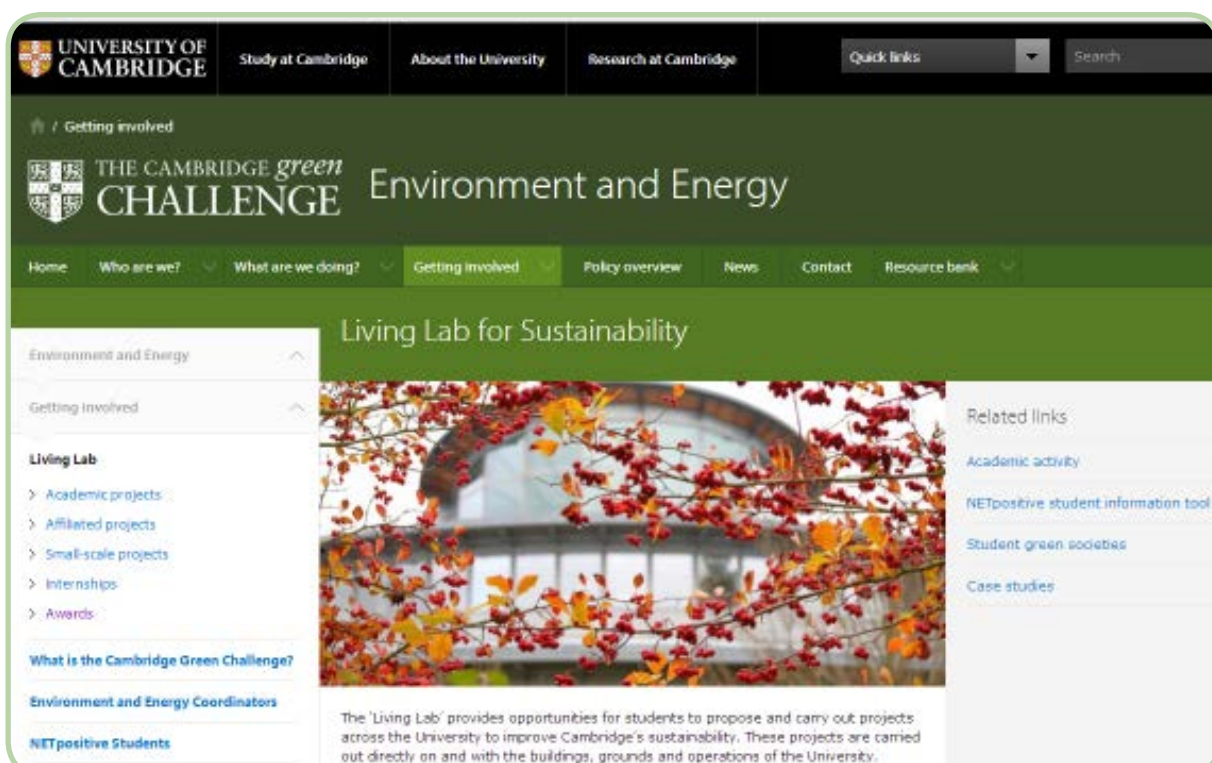 UNIVERSITY OF
CAMBRIDGE
Study at Cambridge
About the University
Research at Cambridge
Quick links
Search
/ Getting involved
THE CAMBRIDGE green
CHALLENGE
Environment and Energy
Home
Who are we?
What are we doing?
Getting involved
Policy overview
News
Contact
Resource bank
Living Lab for Sustainability
Environment and Energy
Getting involved
Living Lab
> Academic projects
> Affiliated projects
> Small-scale projects
> Internships
> Awards
What is the Cambridge Green Challenge?
Environment and Energy Coordinators
NETpositive Students
The 'Living Lab' provides opportunities for students to propose and carry out projects
across the University to improve Cambridge's sustainability. These projects are carried
out directly on and with the buildings, grounds and operations of the University.
Related links
Academic activity
NETpositive student information tool
Student green societies
Case studies